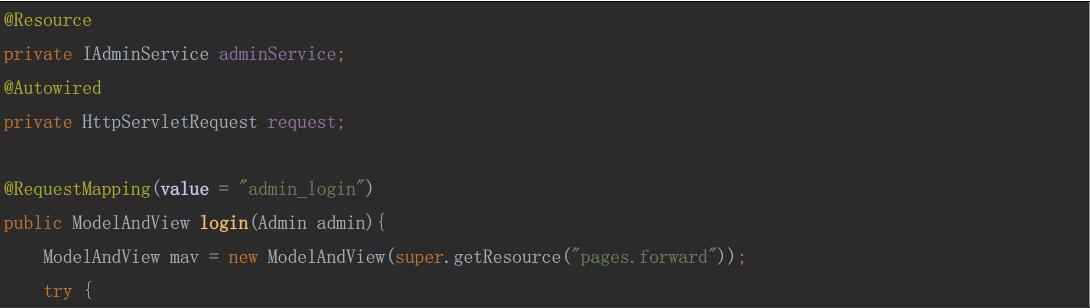 @Resource
private IAdminService adminService;
@Autowired
private HttpServletRequest request;
@RequestMapping(value = "admin_login")
public ModelAndView login(Admin admin){
    ModelAndView mav = new ModelAndView(super.getResource("pages.forward"));
    try {